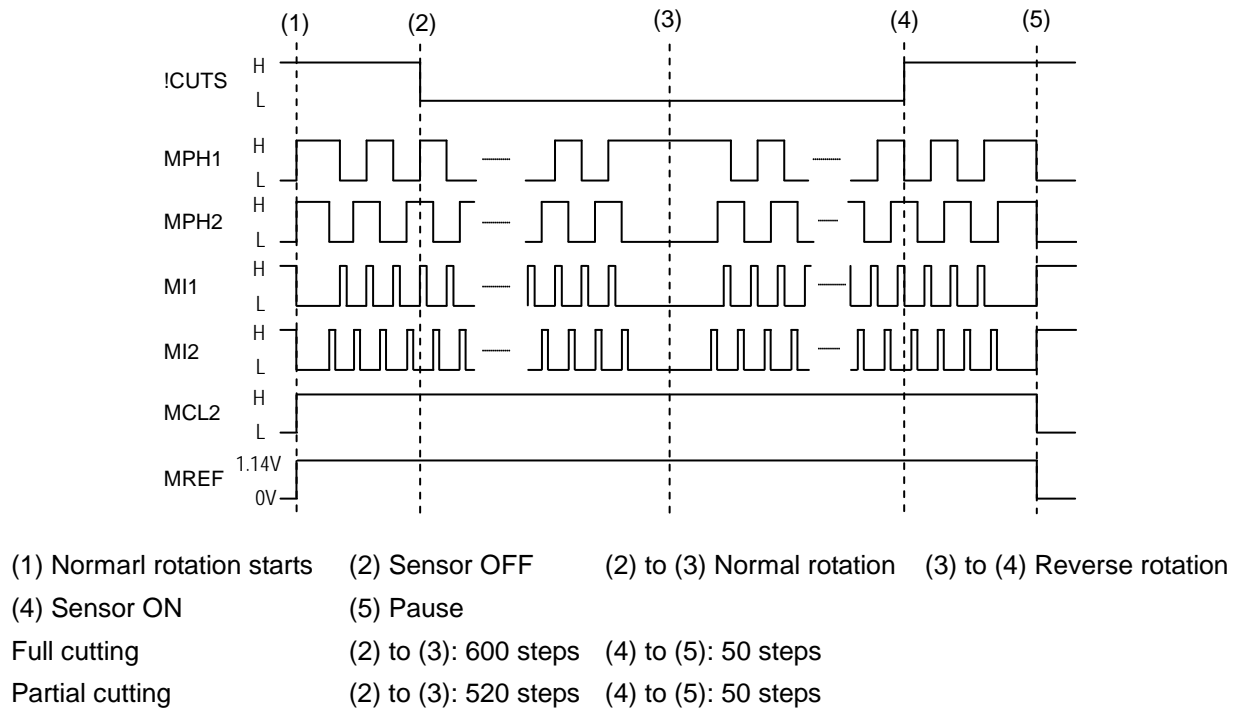 (1) (2) (3) (4) (5)
!CUTS H L
MPH1 H L
MPH2 H L
MI1 H L
MI2 H L
MCL2 H L
MREF 1.14V 0V
(1) Normarl rotation starts (2) Sensor OFF (2) to (3) Normal rotation (3) to (4) Reverse rotation
(4) Sensor ON (5) Pause
Full cutting (2) to (3): 600 steps (4) to (5): 50 steps
Partial cutting (2) to (3): 520 steps (4) to (5): 50 steps